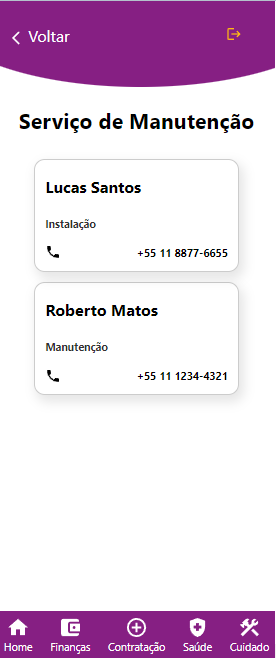 Voltar
Serviço de Manutenção
Lucas Santos
Instalação
+55 11 8877-6655
Roberto Matos
Manutenção
+55 11 1234-4321
Home Finanças Contratação Saúde Cuidado